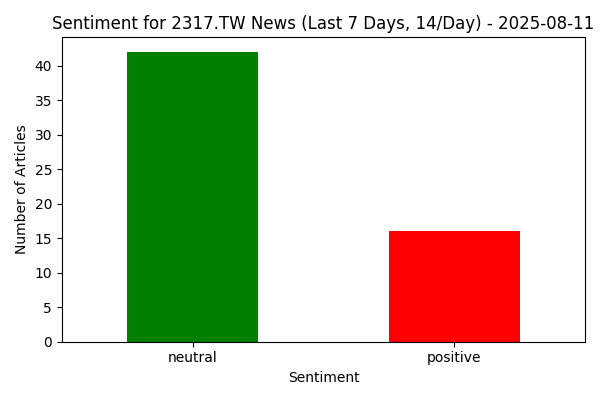 Sentiment for 2317.TW News (Last 7 Days, 14/Day) - 2025-08-11
Number of Articles
40
35
30
25
20
15
10
5
0
neutral positive
Sentiment